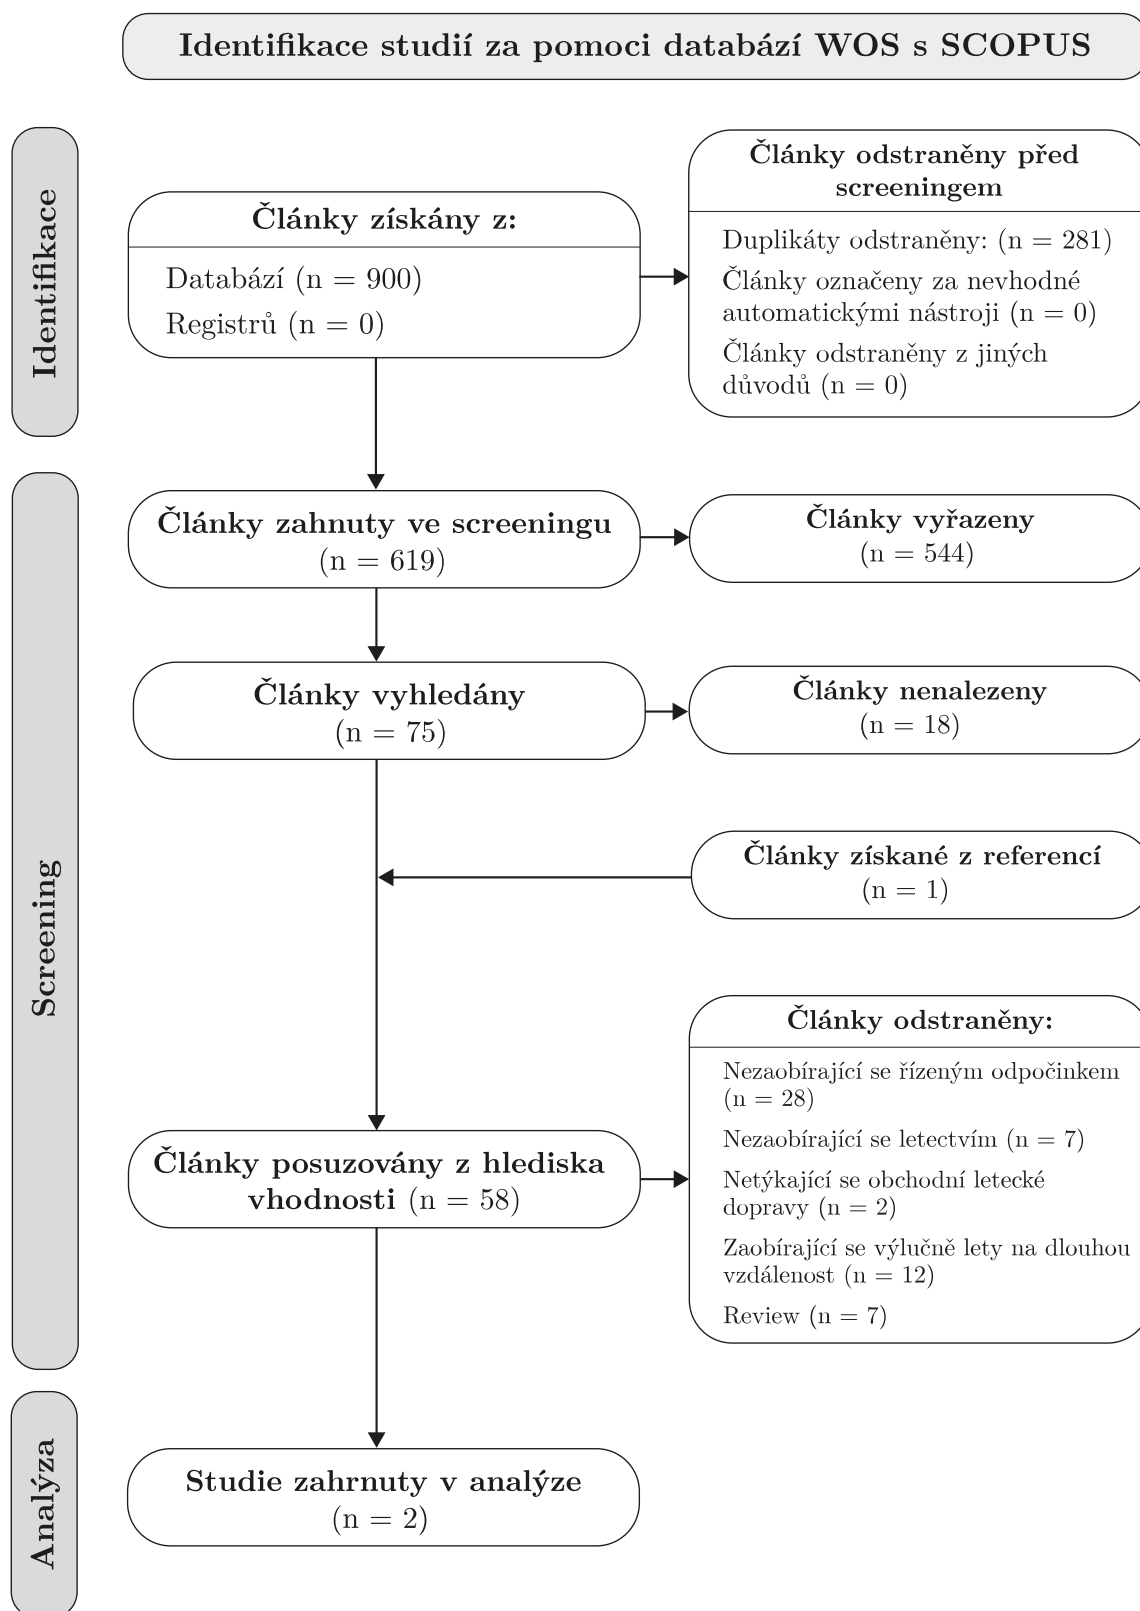 Identifikace studií za pomoci databází WOS s SCOPUS
Identifikace
Články získány z:
Databází (n = 900)
Registrů (n = 0)
Články odstraněny před
screeningem
Duplikáty odstraněny: (n = 281)
Články označeny za nevhodné
automatickými nástroji (n = 0)
Články odstraněny z jiných
důvodů (n = 0)
Screening
Články zahnuty ve screeningu
(n = 619)
Články vyřazeny
(n = 544)
Články vyhledány
(n = 75)
Články nenalezeny
(n = 18)
Články získané z referencí
(n = 1)
Články posuzovány z hlediska
vhodnosti (n = 58)
Články odstraněny:
Nezaobírající se řízeným odpočinkem
(n = 28)
Nezaobírající se letectvím (n = 7)
Netýkající se obchodní letecké
dopravy (n = 2)
Zaobírající se výlučně lety na dlouhou
vzdálenost (n = 12)
Review (n = 7)
Analýza
Studie zahrnuty v analýze
(n = 2)